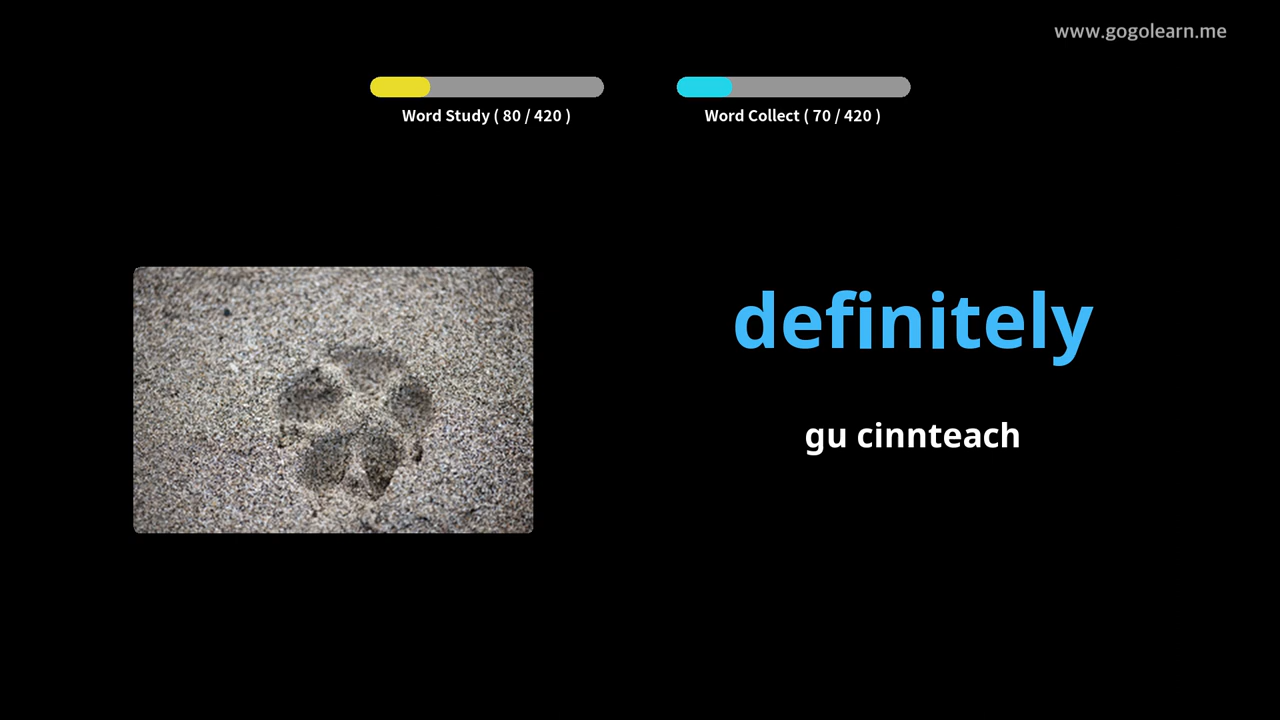 www.gogolearn.me
Word Study ( 80 / 420 )
Word Collect ( 70 / 420 )
definitely
gu cinnteach